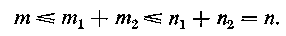 m ⩽ m₁ + m₂ ⩽ n₁ + n₂ = n.